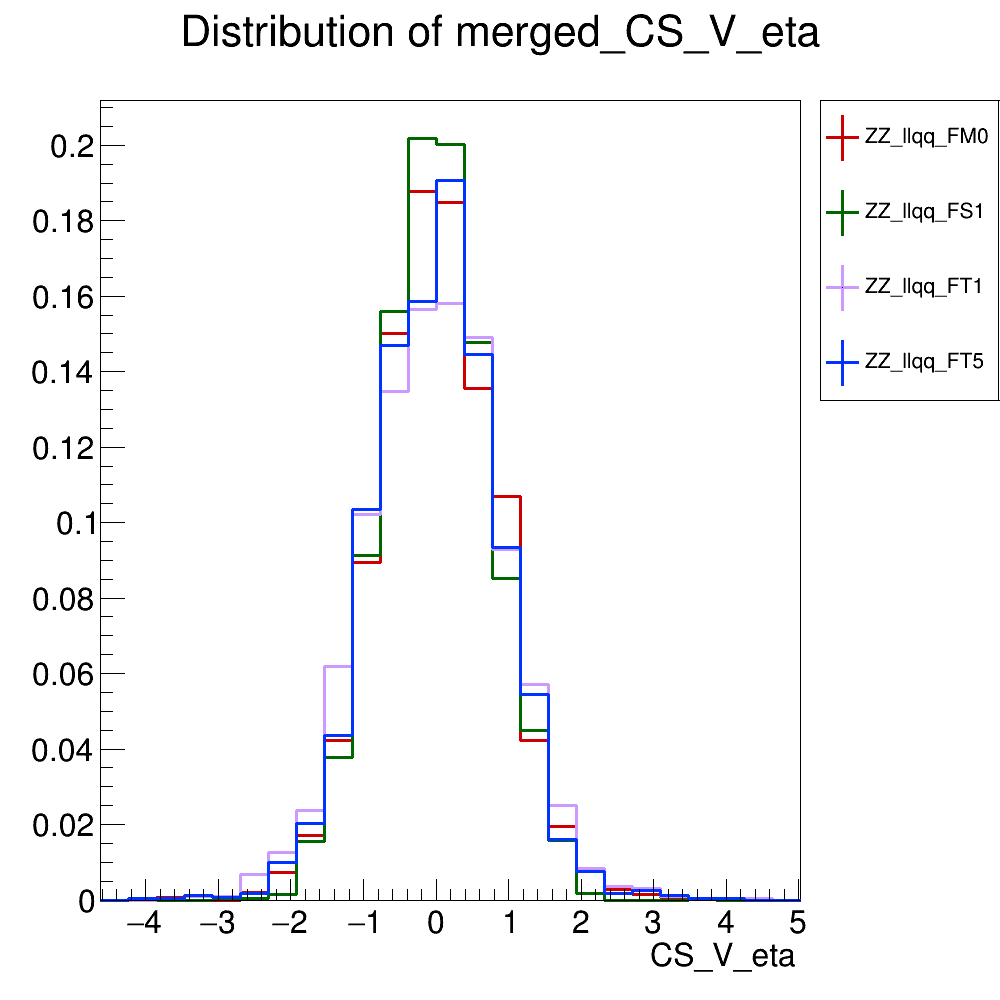 Distribution of merged_CS_V_eta
0.2
0.18
0.16
0.14
0.12
0.1
0.08
0.06
0.04
0.02
0
−4 −3 −2 −1 0 1 2 3 4 5
CS_V_eta
ZZ_llqq_FM0
ZZ_llqq_FS1
ZZ_llqq_FT1
ZZ_llqq_FT5